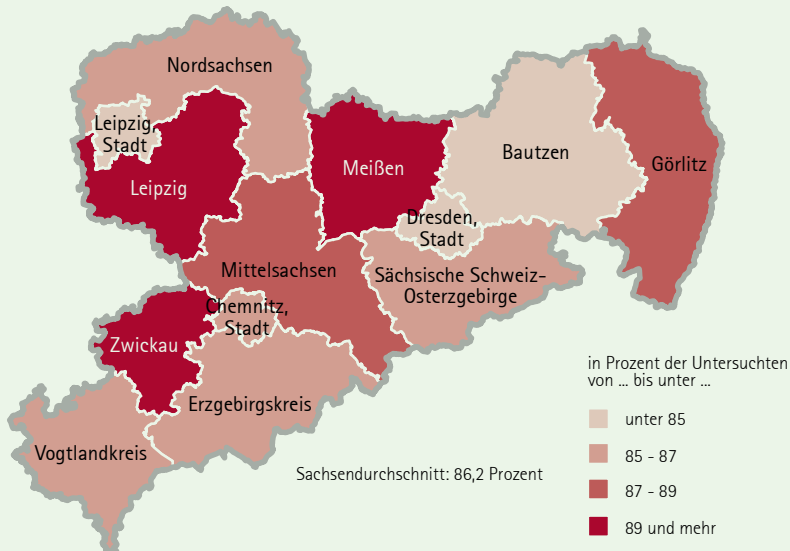 Nordsachsen
Leipzig,
Stadt
Leipzig
Meißen
Bautzen
Görlitz
Dresden,
Stadt
Mittelsachsen
Sächsische Schweiz-
Osterzgebirge
Chemnitz,
Stadt
Zwickau
Erzgebirgskreis
Vogtlandkreis
Sachsendurchschnitt: 86,2 Prozent
in Prozent der Untersuchten
von ... bis unter ...
unter 85
85 - 87
87 - 89
89 und mehr